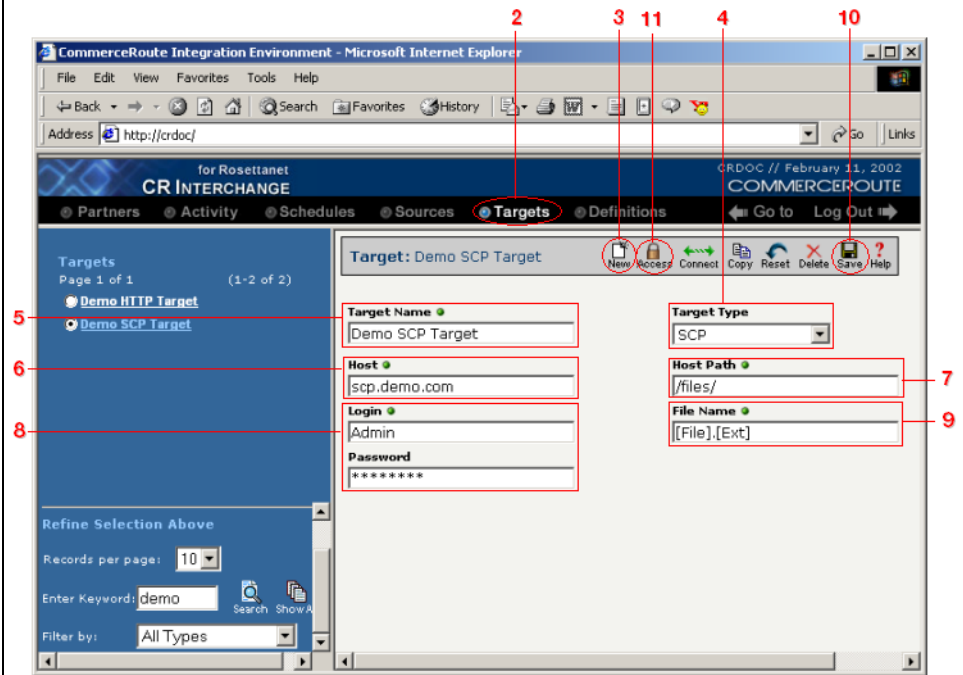 2 3 11 4 10
CommerceRoute Integration Environment - Microsoft Internet Explorer
File Edit View Favorites Tools Help
Back Search Favorites History
Address http://crdoc/ Go Links
for Rosettanet
CR INTERCHANGE
CRDOC // February 11, 2002
COMMERCEROUTE
Partners Activity Schedules Sources Targets Definitions Go to Log Out
Targets
Page 1 of 1 (1-2 of 2)
Demo HTTP Target
Demo SCP Target
Target: Demo SCP Target
New Access Connect Copy Reset Delete Save Help
5
Target Name
Demo SCP Target
Target Type
SCP
6
Host
scp.demo.com
Host Path
/files/
7
8
Login
Admin
File Name
[File].[Ext]
9
Password
********
Refine Selection Above
Records per page: 10
Enter Keyword: demo
Search Show A
Filter by: All Types